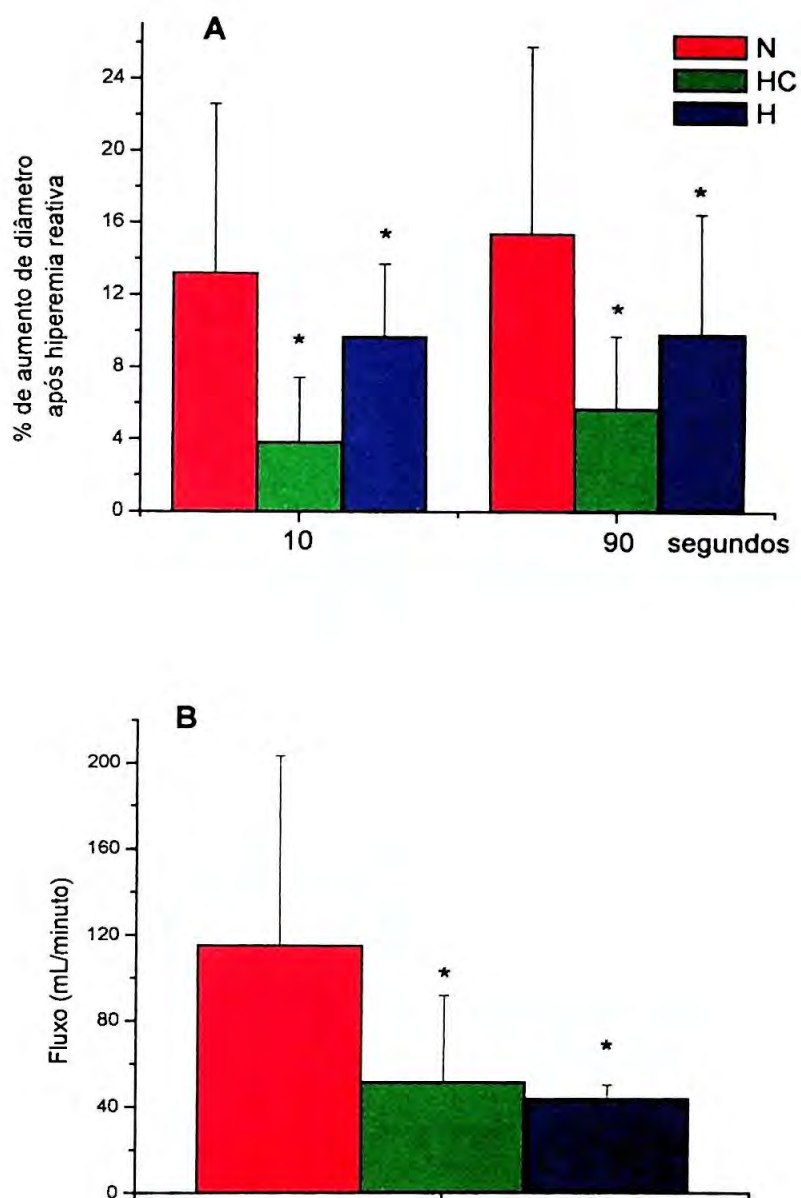 A
N
HC
H
% de aumento de diâmetro
após hiperemia reativa
24
20
16
12
8
4
0
*
*
*
*
10
90
segundos
B
Fluxo (mL/minuto)
200
160
120
80
40
0
*
*